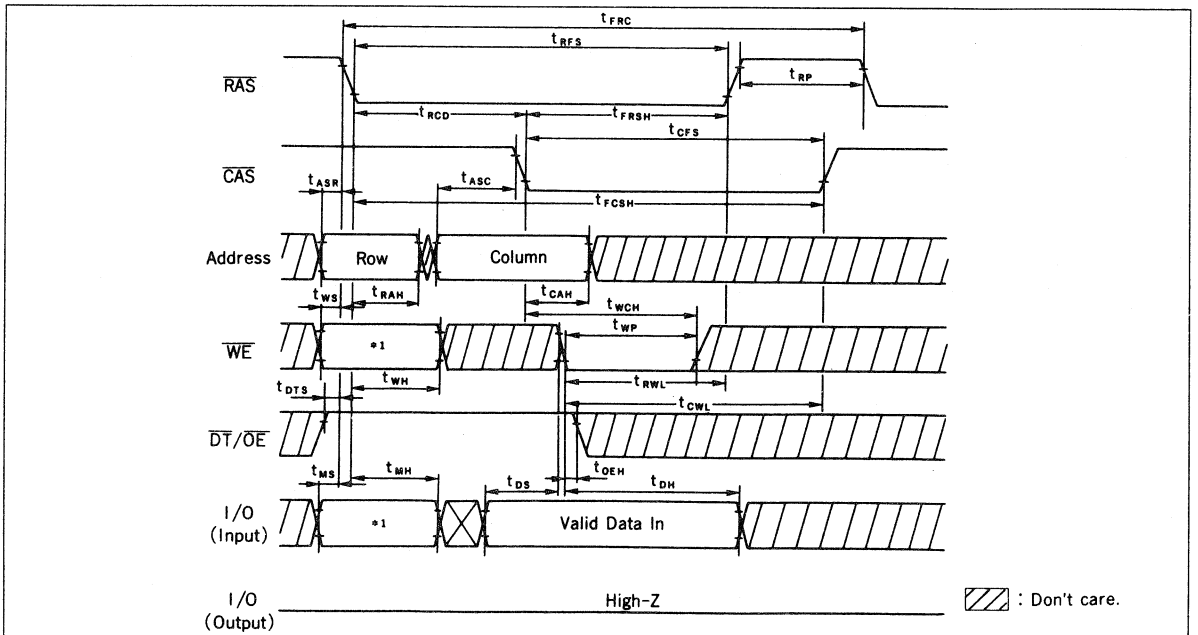 tFRC
tRFS
RAS
tRP
tRCD
tFRSH
tCFS
CAS
tASR
tASC
tFCSH
Address
Row
Column
tWS
tRAH
tCAH
tWCH
tWP
WE
*1
tWH
tRWL
tDTS
tCWL
DT/OE
tMS
tMH
tDS
tOEH
tDH
I/O
(Input)
*1
Valid Data In
I/O
(Output)
High-Z
: Don't care.